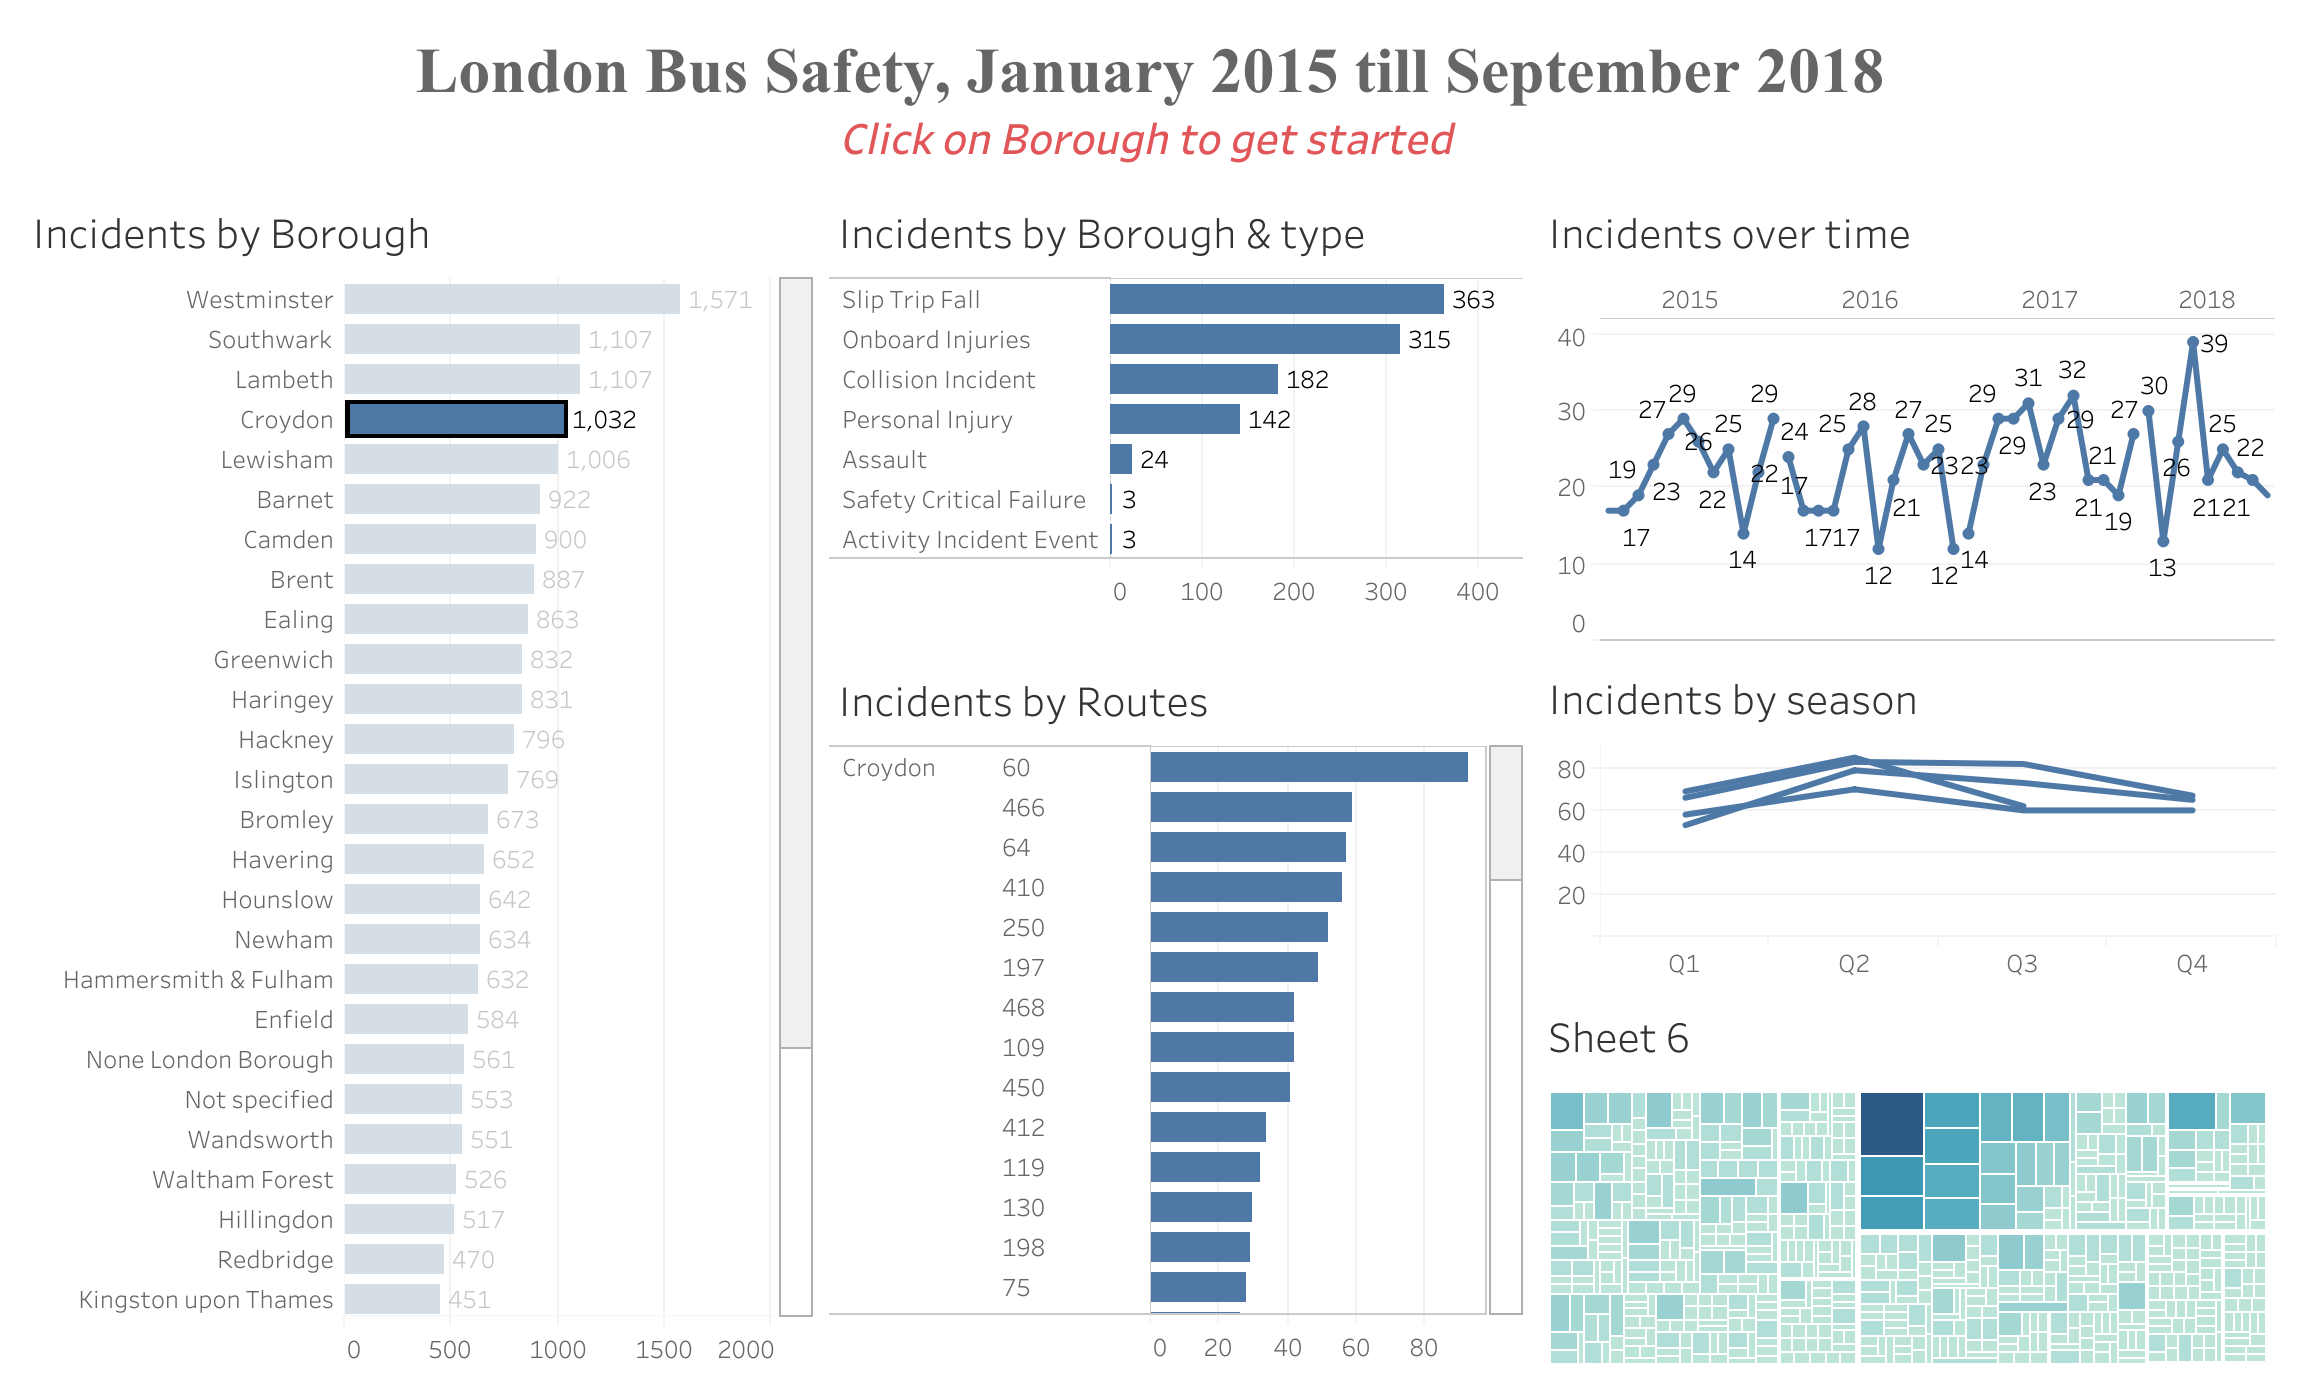 London Bus Safety, January 2015 till September 2018
Click on Borough to get started
Incidents by Borough
Westminster 1,571
Southwark 1,107
Lambeth 1,107
Croydon 1,032
Lewisham 1,006
Barnet 922
Camden 900
Brent 887
Ealing 863
Greenwich 832
Haringey 831
Hackney 796
Islington 769
Bromley 673
Havering 652
Hounslow 642
Newham 634
Hammersmith & Fulham 632
Enfield 584
None London Borough 561
Not specified 553
Wandsworth 551
Waltham Forest 526
Hillingdon 517
Redbridge 470
Kingston upon Thames 451
0 500 1000 1500 2000
Incidents by Borough & type
Slip Trip Fall 363
Onboard Injuries 315
Collision Incident 182
Personal Injury 142
Assault 24
Safety Critical Failure 3
Activity Incident Event 3
0 100 200 300 400
Incidents by Routes
Croydon 60
466
64
410
250
197
468
109
450
412
119
130
198
75
0 20 40 60 80
Incidents over time
2015 2016 2017 2018
40
30
20
10
0
19 17 23 27 29 26 22 25 14 22 29
24 17 17 17 25 28 12 21 27 25 23 12
14 23 29 29 31 23 29 32 21 21 19 27
30 13 26 39 21 25 22 21
Incidents by season
80
60
40
20
Q1 Q2 Q3 Q4
Sheet 6